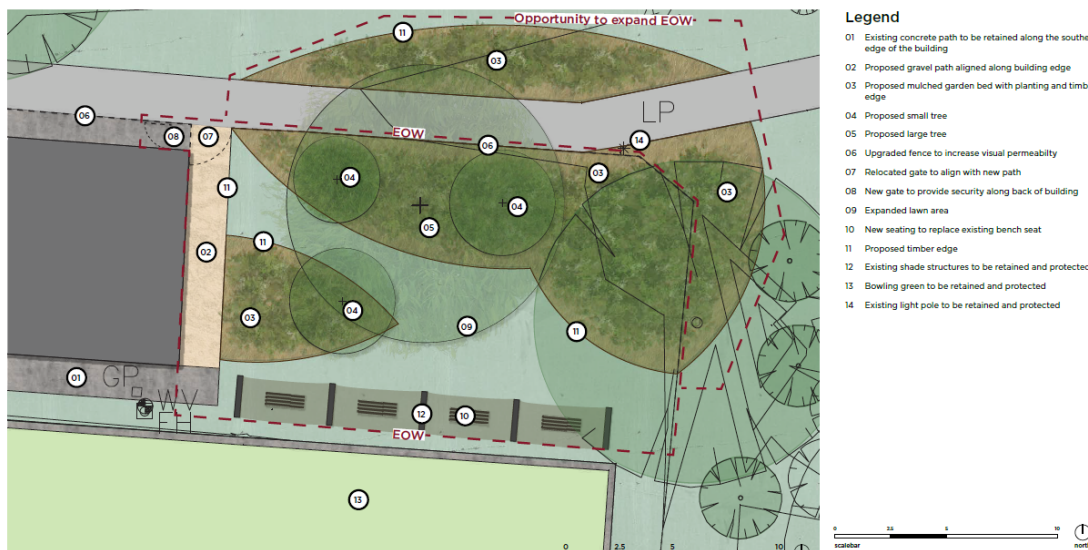 Opportunity to expand EOW
11
03
LP
06
08
07
EOW
06
14
04
03
03
11
04
05
11
02
03
04
09
11
01
GP
WV
FH
12
10
EOW
13
0
2.5
5
10
Legend
01 Existing concrete path to be retained along the southe
edge of the building
02 Proposed gravel path aligned along building edge
03 Proposed mulched garden bed with planting and timb
edge
04 Proposed small tree
05 Proposed large tree
06 Upgraded fence to increase visual permeabilty
07 Relocated gate to align with new path
08 New gate to provide security along back of building
09 Expanded lawn area
10 New seating to replace existing bench seat
11 Proposed timber edge
12 Existing shade structures to be retained and protected
13 Bowling green to be retained and protected
14 Existing light pole to be retained and protected
0
5
10
scalebar
north